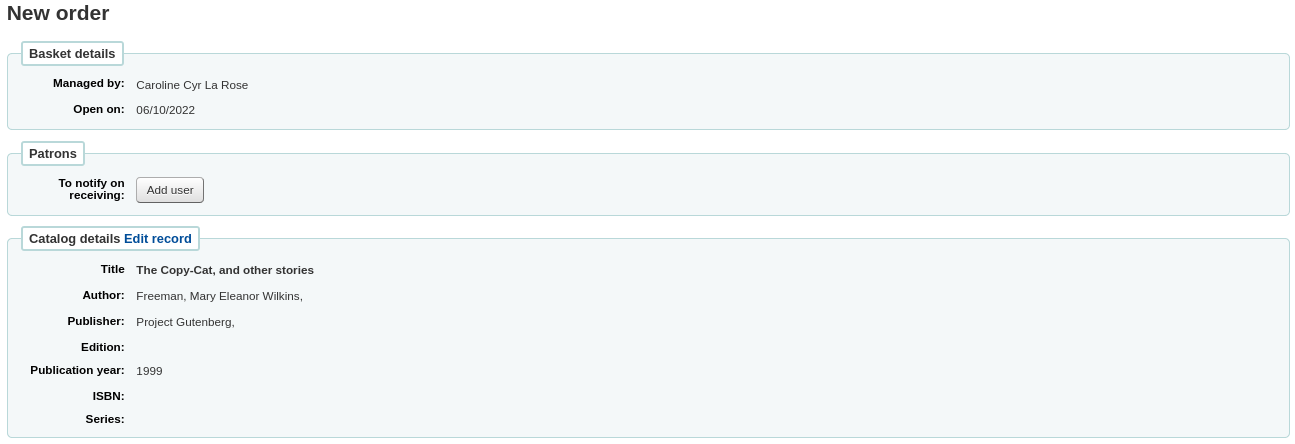 New order
Basket details
Managed by: Caroline Cyr La Rose
Open on: 06/10/2022
Patrons
To notify on
receiving: Add user
Catalog details Edit record
Title The Copy-Cat, and other stories
Author: Freeman, Mary Eleanor Wilkins,
Publisher: Project Gutenberg,
Edition:
Publication year: 1999
ISBN:
Series: